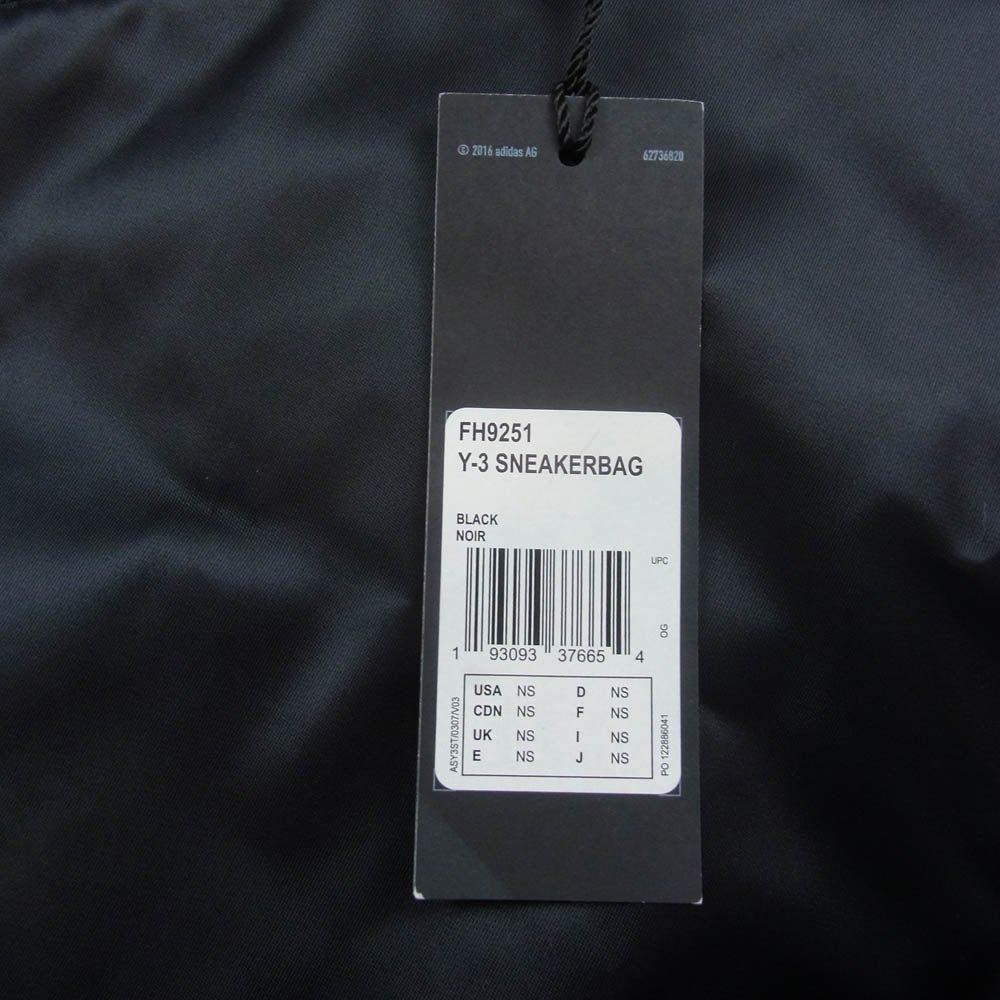 © 2016 adidas AG 62736820
FH9251
Y-3 SNEAKERBAG
BLACK
NOIR
UPC
OG
1 93093 37665 4
USA NS D NS
CDN NS F NS
UK NS I NS
E NS J NS
ASY3ST/0307/V03
PO 122886041